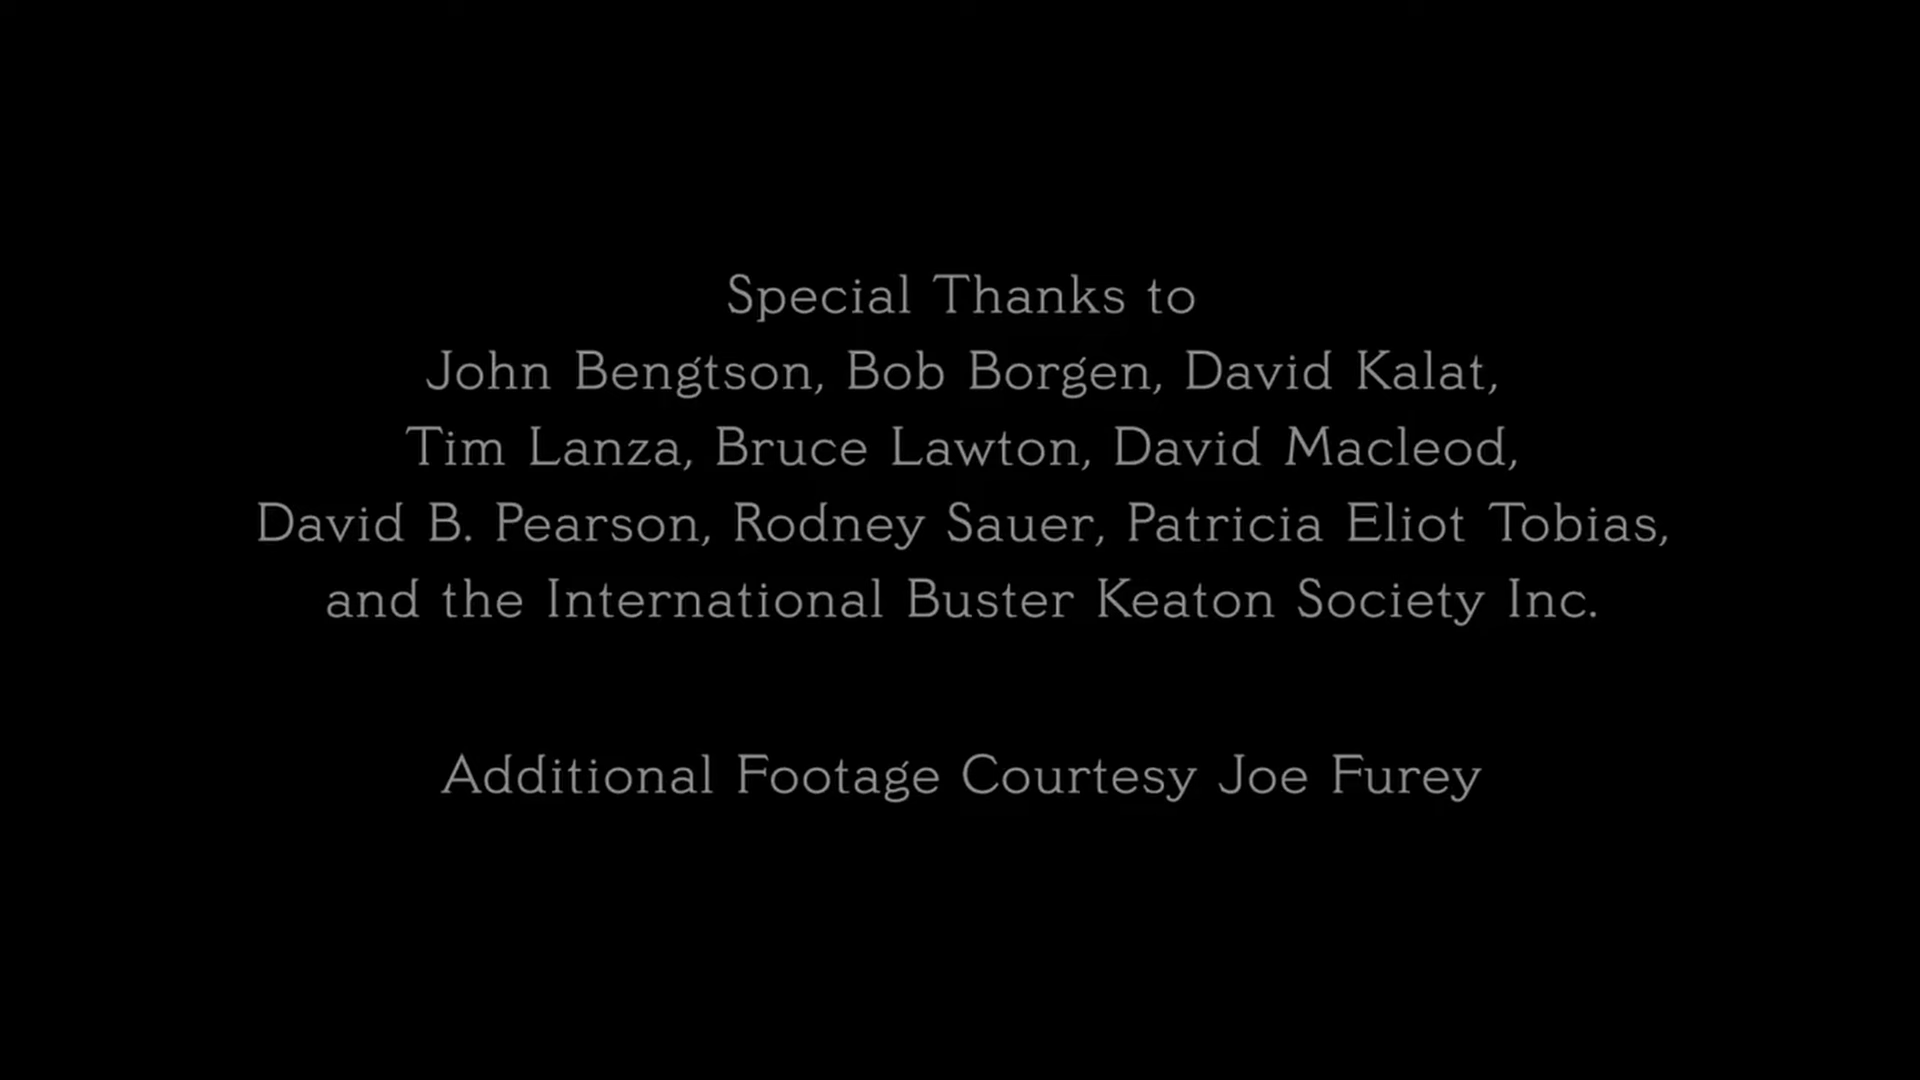 Special Thanks to
John Bengtson, Bob Borgen, David Kalat,
Tim Lanza, Bruce Lawton, David Macleod,
David B. Pearson, Rodney Sauer, Patricia Eliot Tobias,
and the International Buster Keaton Society Inc.
Additional Footage Courtesy Joe Furey